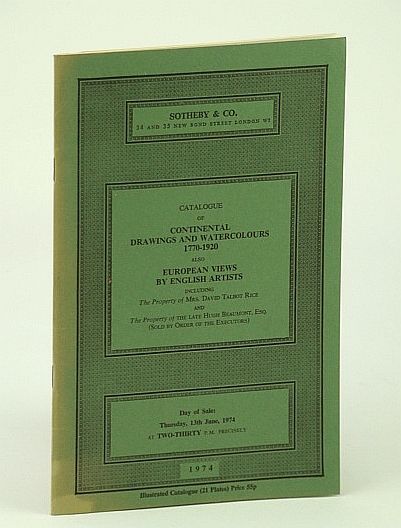 SOTHEBY & CO.
34 AND 35 NEW BOND STREET LONDON W1
CATALOGUE
OF
CONTINENTAL
DRAWINGS AND WATERCOLOURS
1770-1920
ALSO
EUROPEAN VIEWS
BY ENGLISH ARTISTS
INCLUDING
The Property of MRS. DAVID TALBOT RICE
AND
The Property of THE LATE HUGH BEAUMONT, ESQ.
(SOLD BY ORDER OF THE EXECUTORS)
Day of Sale:
Thursday, 13th June, 1974
AT TWO-THIRTY P.M. PRECISELY
1974
Illustrated Catalogue (21 Plates) Price 55p